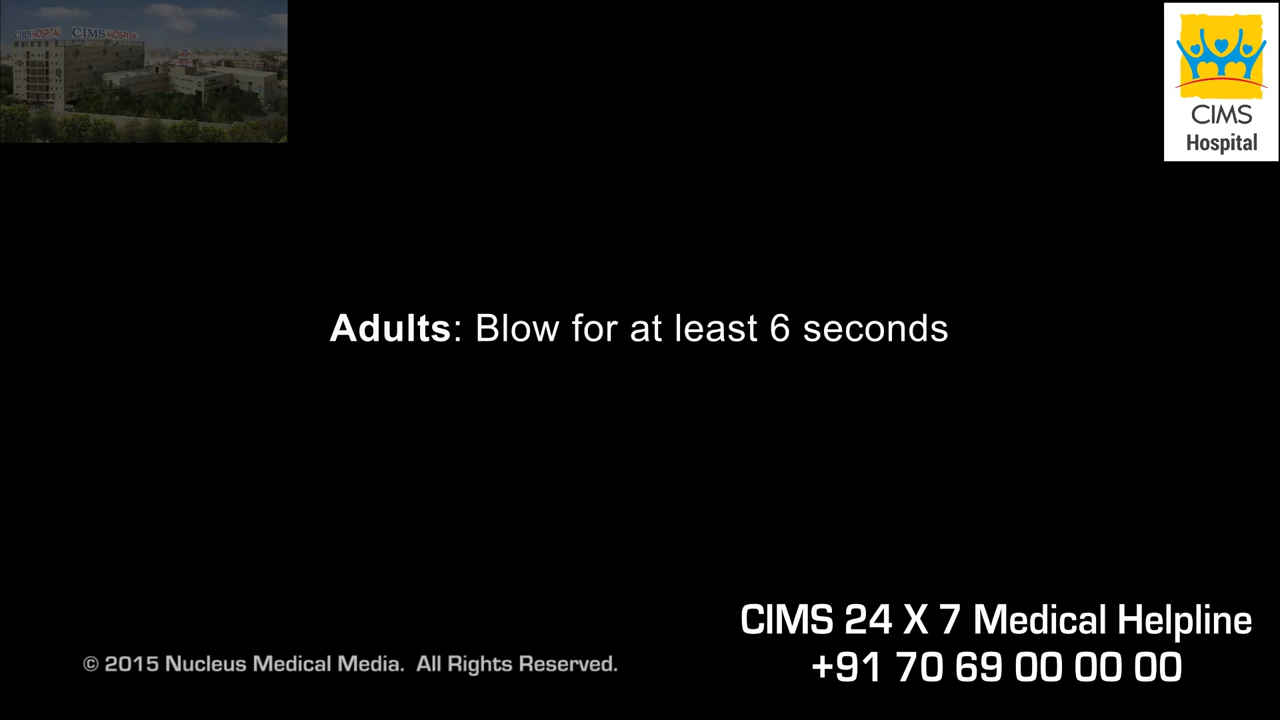 CIMS HOSPITAL CIMS HOSPITAL
CIMS
Hospital
Adults: Blow for at least 6 seconds
CIMS 24 X 7 Medical Helpline
+91 70 69 00 00 00
© 2015 Nucleus Medical Media. All Rights Reserved.